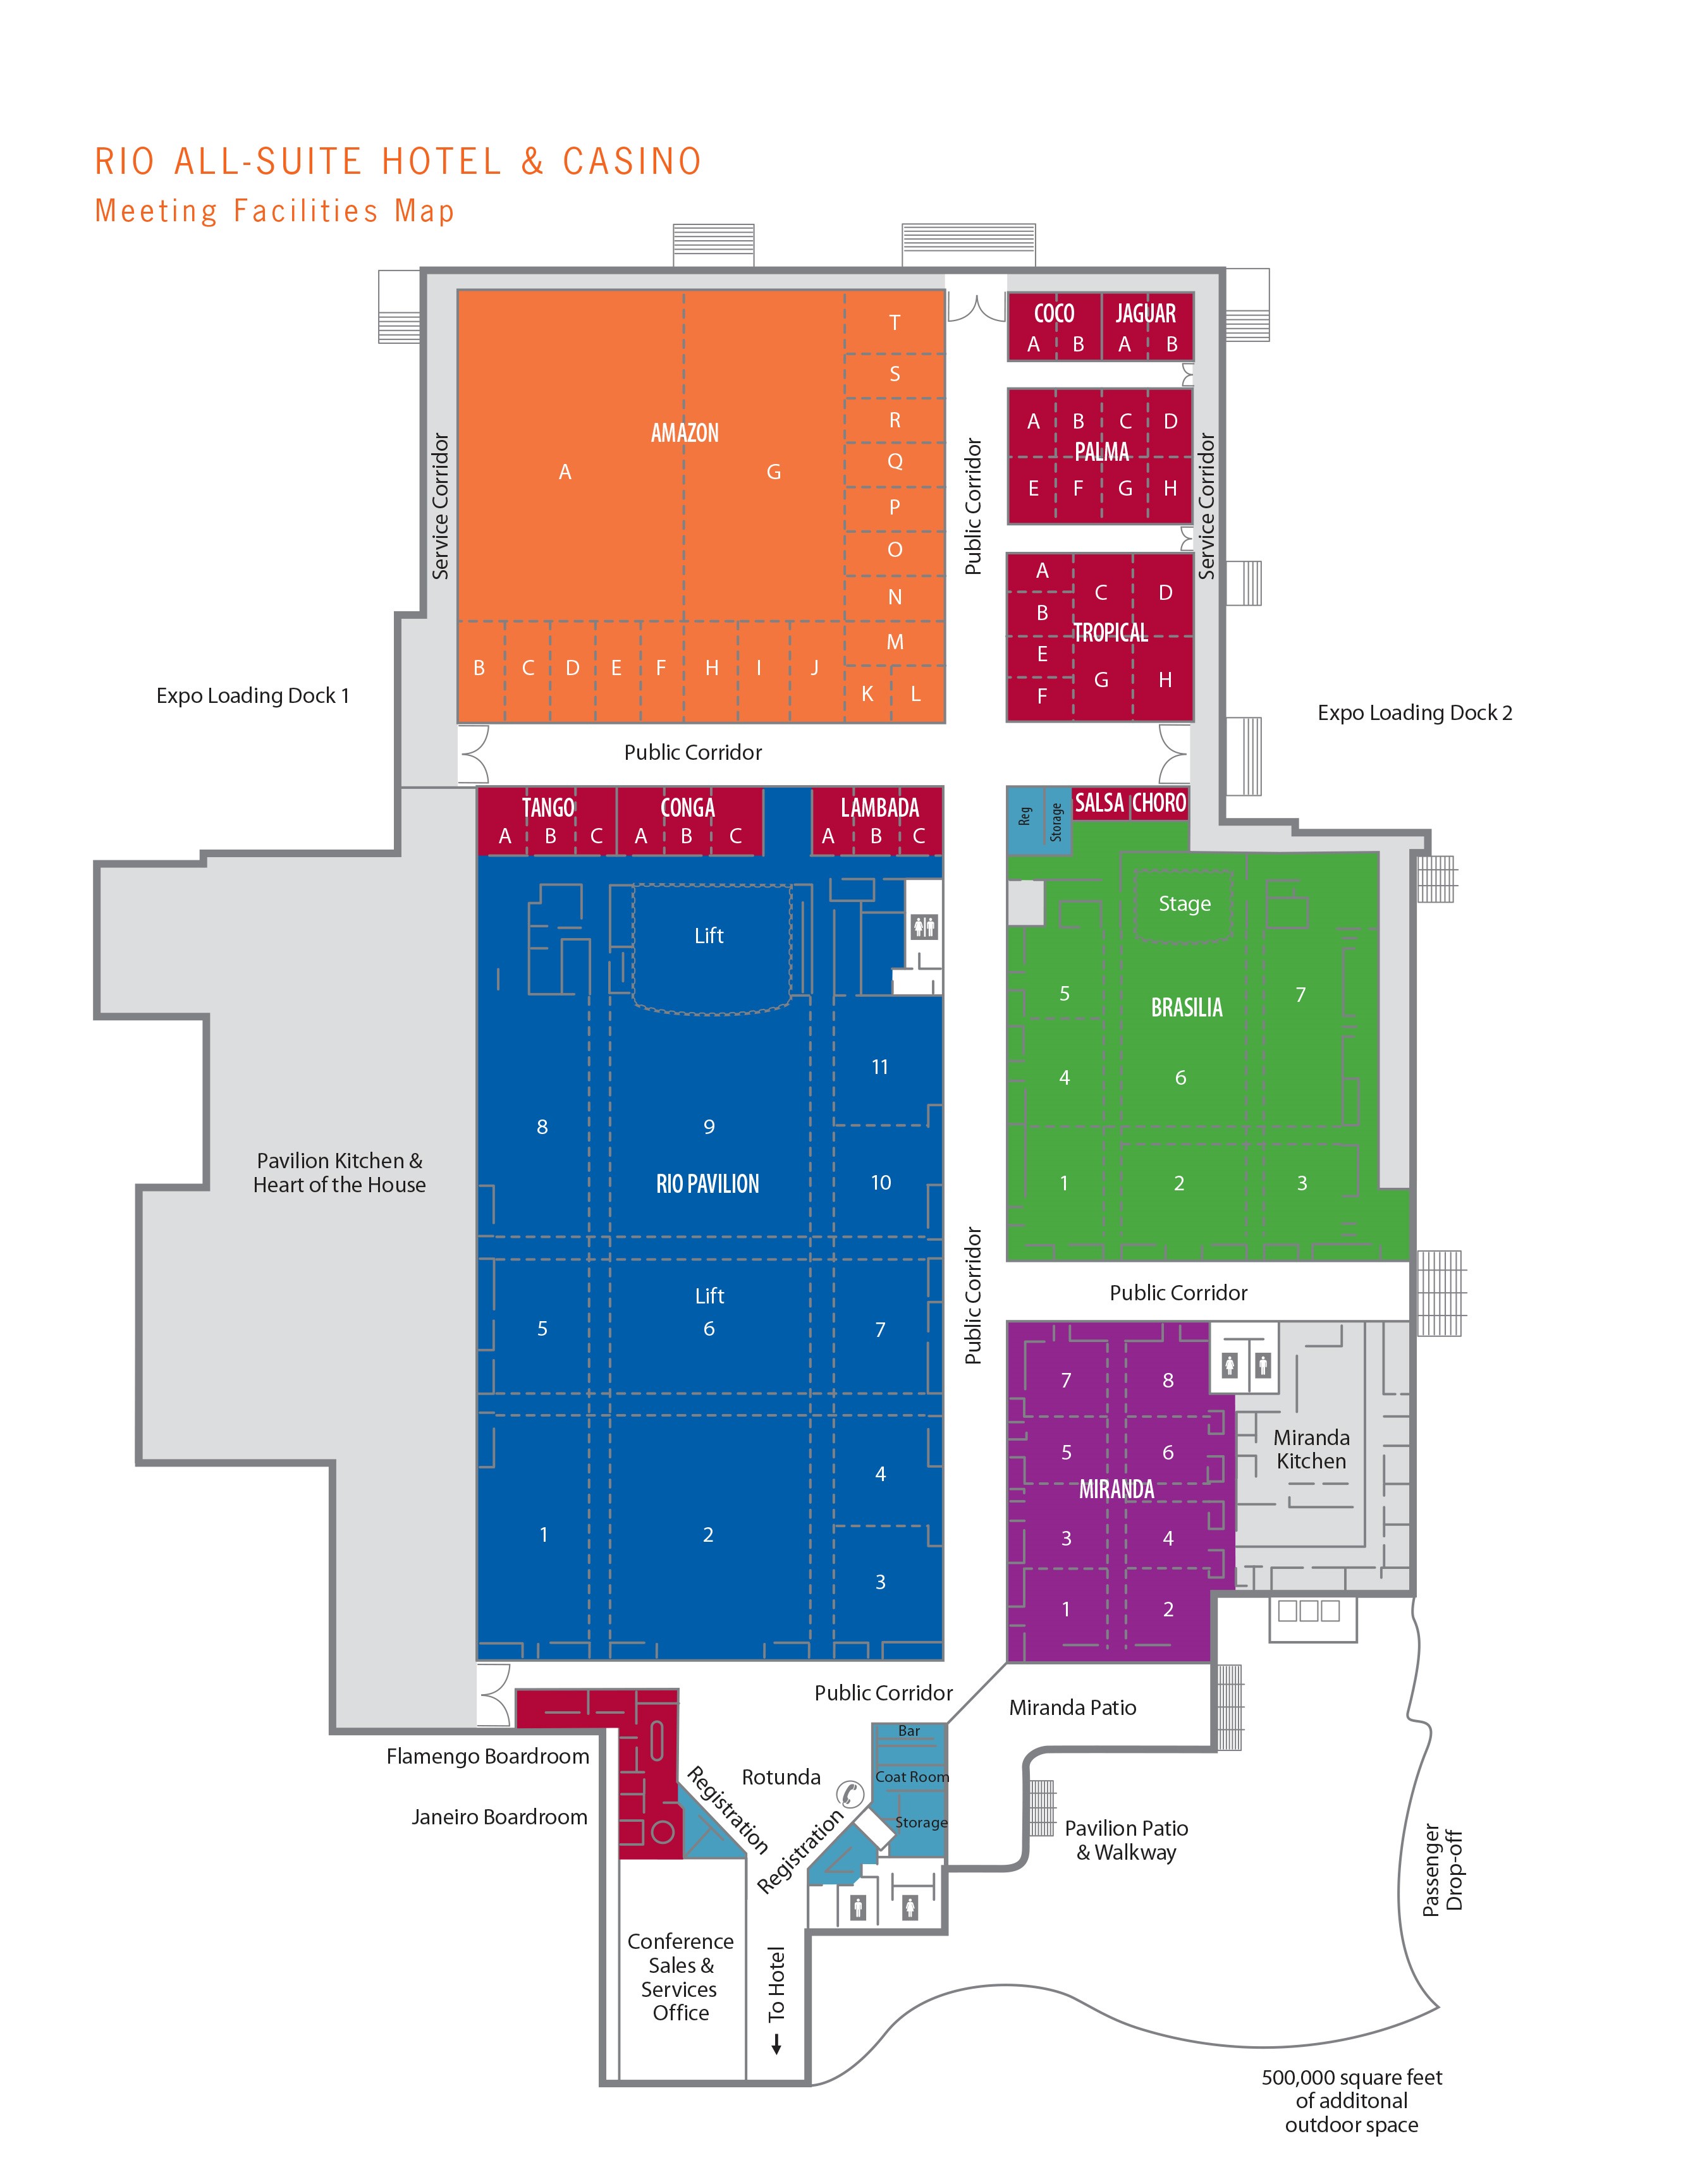 RIO ALL-SUITE HOTEL & CASINO
Meeting Facilities Map
AMAZON
A
G
T
S
R
Q
P
O
N
M
K L
B C D E F H I J
Service Corridor
Public Corridor
COCO
A B
JAGUAR
A B
A B C D
PALMA
E F G H
Service Corridor
A
B
C
D
TROPICAL
E
F
G
H
Expo Loading Dock 1
Expo Loading Dock 2
Public Corridor
TANGO
A B C
CONGA
A B C
LAMBADA
A B C
Reg
Storage
SALSA
CHORO
Lift
11
8
9
RIO PAVILION
10
Lift
5
6
7
4
1
2
3
Pavilion Kitchen &
Heart of the House
Public Corridor
Stage
5
BRASILIA
7
4
6
1
2
3
Public Corridor
7
8
5
6
MIRANDA
3
4
1
2
Miranda
Kitchen
Public Corridor
Miranda Patio
Flamengo Boardroom
Janeiro Boardroom
Registration
Rotunda
Registration
Bar
Coat Room
Storage
Pavilion Patio
& Walkway
Passenger
Drop-off
Conference
Sales &
Services
Office
To Hotel
500,000 square feet
of additonal
outdoor space